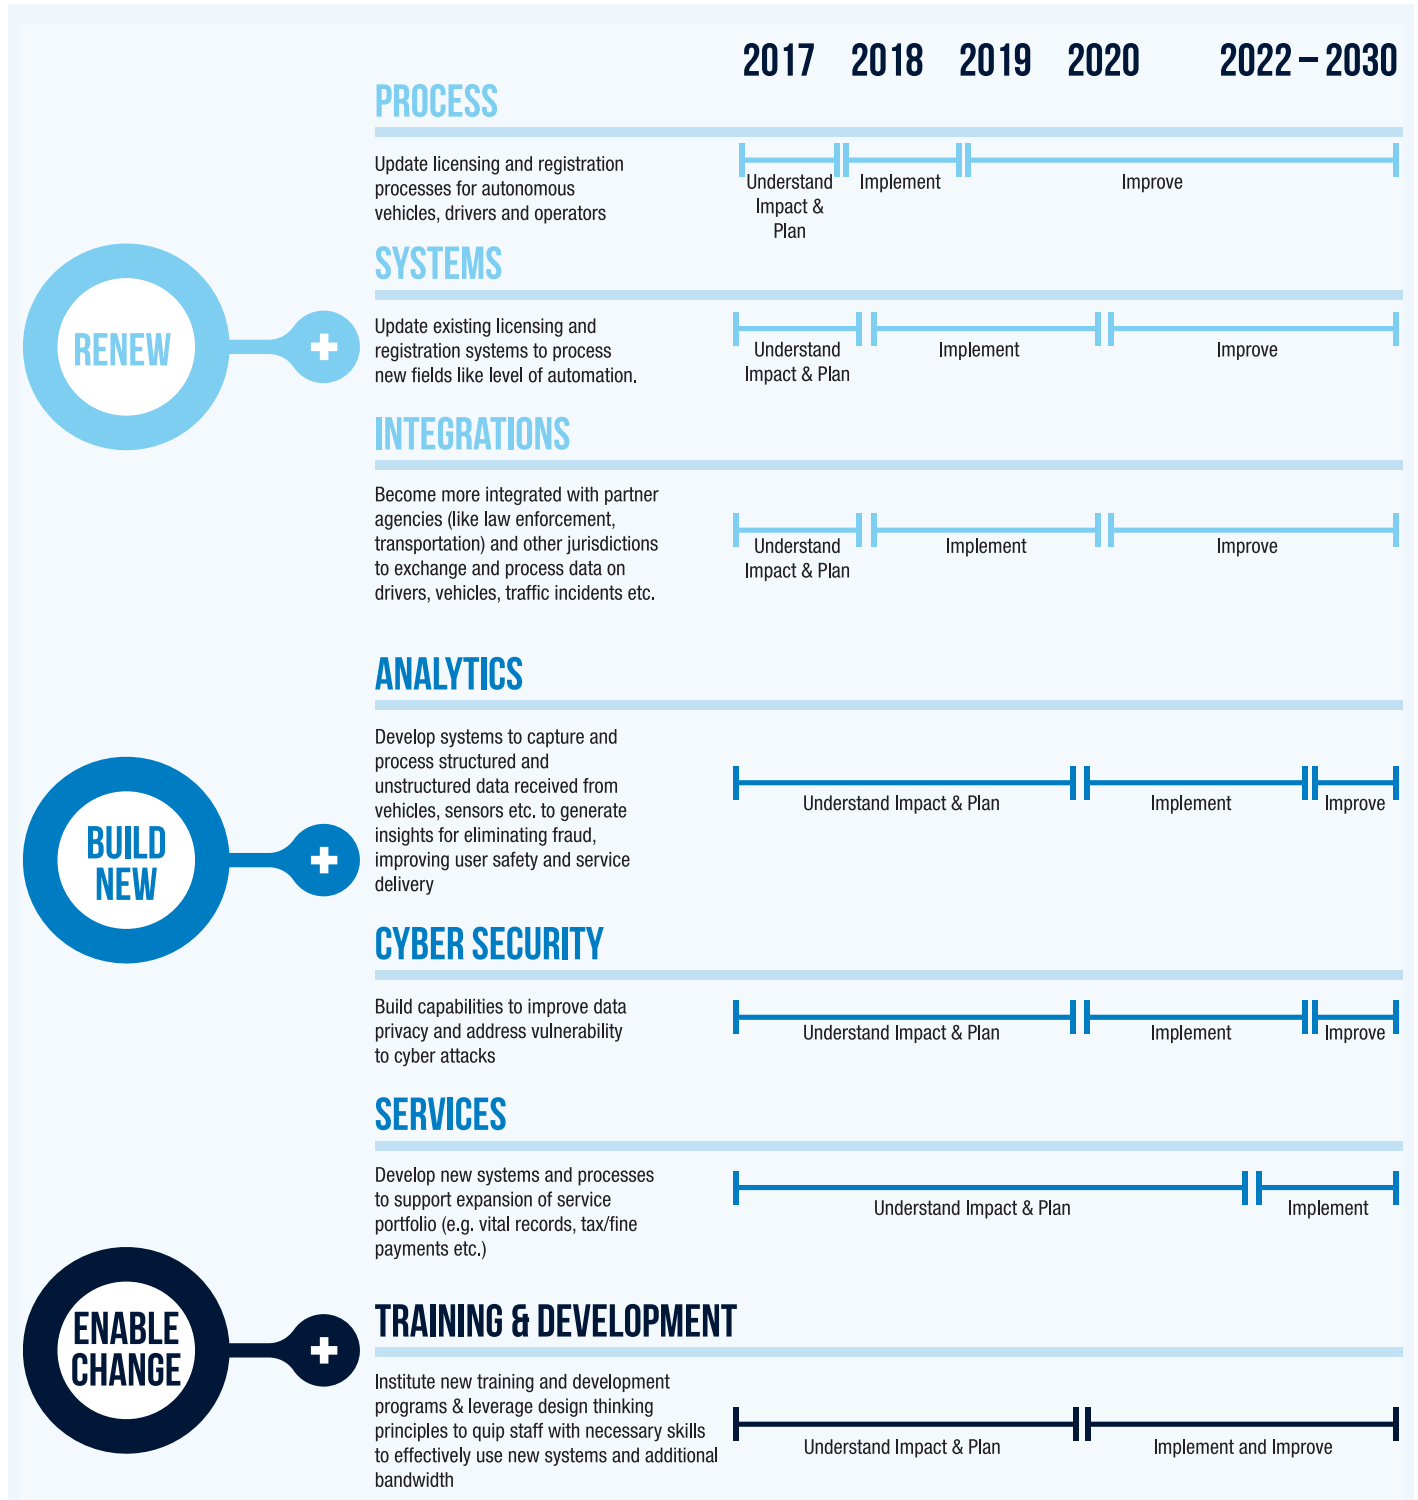 2017 2018 2019 2020 2022 – 2030
PROCESS
Update licensing and registration
processes for autonomous
vehicles, drivers and operators
Understand
Impact &
Plan
Implement
Improve
RENEW
SYSTEMS
Update existing licensing and
registration systems to process
new fields like level of automation.
Understand
Impact & Plan
Implement
Improve
INTEGRATIONS
Become more integrated with partner
agencies (like law enforcement,
transportation) and other jurisdictions
to exchange and process data on
drivers, vehicles, traffic incidents etc.
Understand
Impact & Plan
Implement
Improve
BUILD
NEW
ANALYTICS
Develop systems to capture and
process structured and
unstructured data received from
vehicles, sensors etc. to generate
insights for eliminating fraud,
improving user safety and service
delivery
Understand Impact & Plan
Implement
Improve
CYBER SECURITY
Build capabilities to improve data
privacy and address vulnerability
to cyber attacks
Understand Impact & Plan
Implement
Improve
SERVICES
Develop new systems and processes
to support expansion of service
portfolio (e.g. vital records, tax/fine
payments etc.)
Understand Impact & Plan
Implement
ENABLE
CHANGE
TRAINING & DEVELOPMENT
Institute new training and development
programs & leverage design thinking
principles to quip staff with necessary skills
to effectively use new systems and additional
bandwidth
Understand Impact & Plan
Implement and Improve